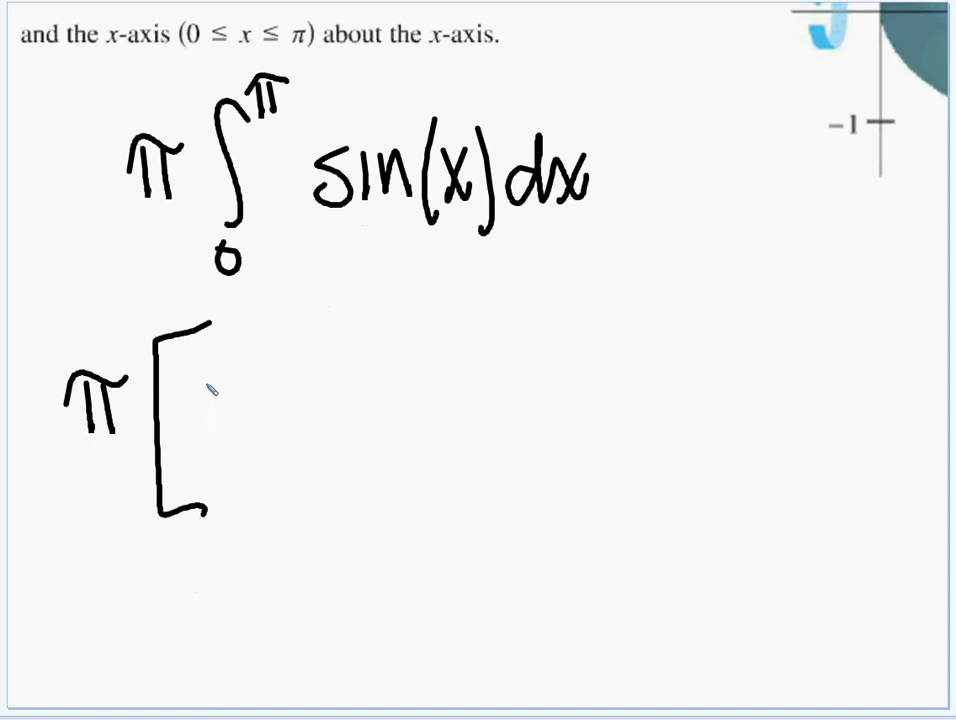 and the x-axis (0 ≤ x ≤ π) about the x-axis.
-1
π ∫₀^π sin(x) dx
π [